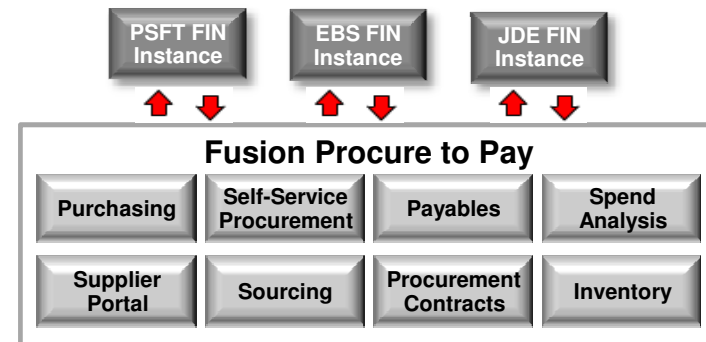 PSFT FIN
Instance
EBS FIN
Instance
JDE FIN
Instance
Fusion Procure to Pay
Purchasing
Self-Service
Procurement
Payables
Spend
Analysis
Supplier
Portal
Sourcing
Procurement
Contracts
Inventory